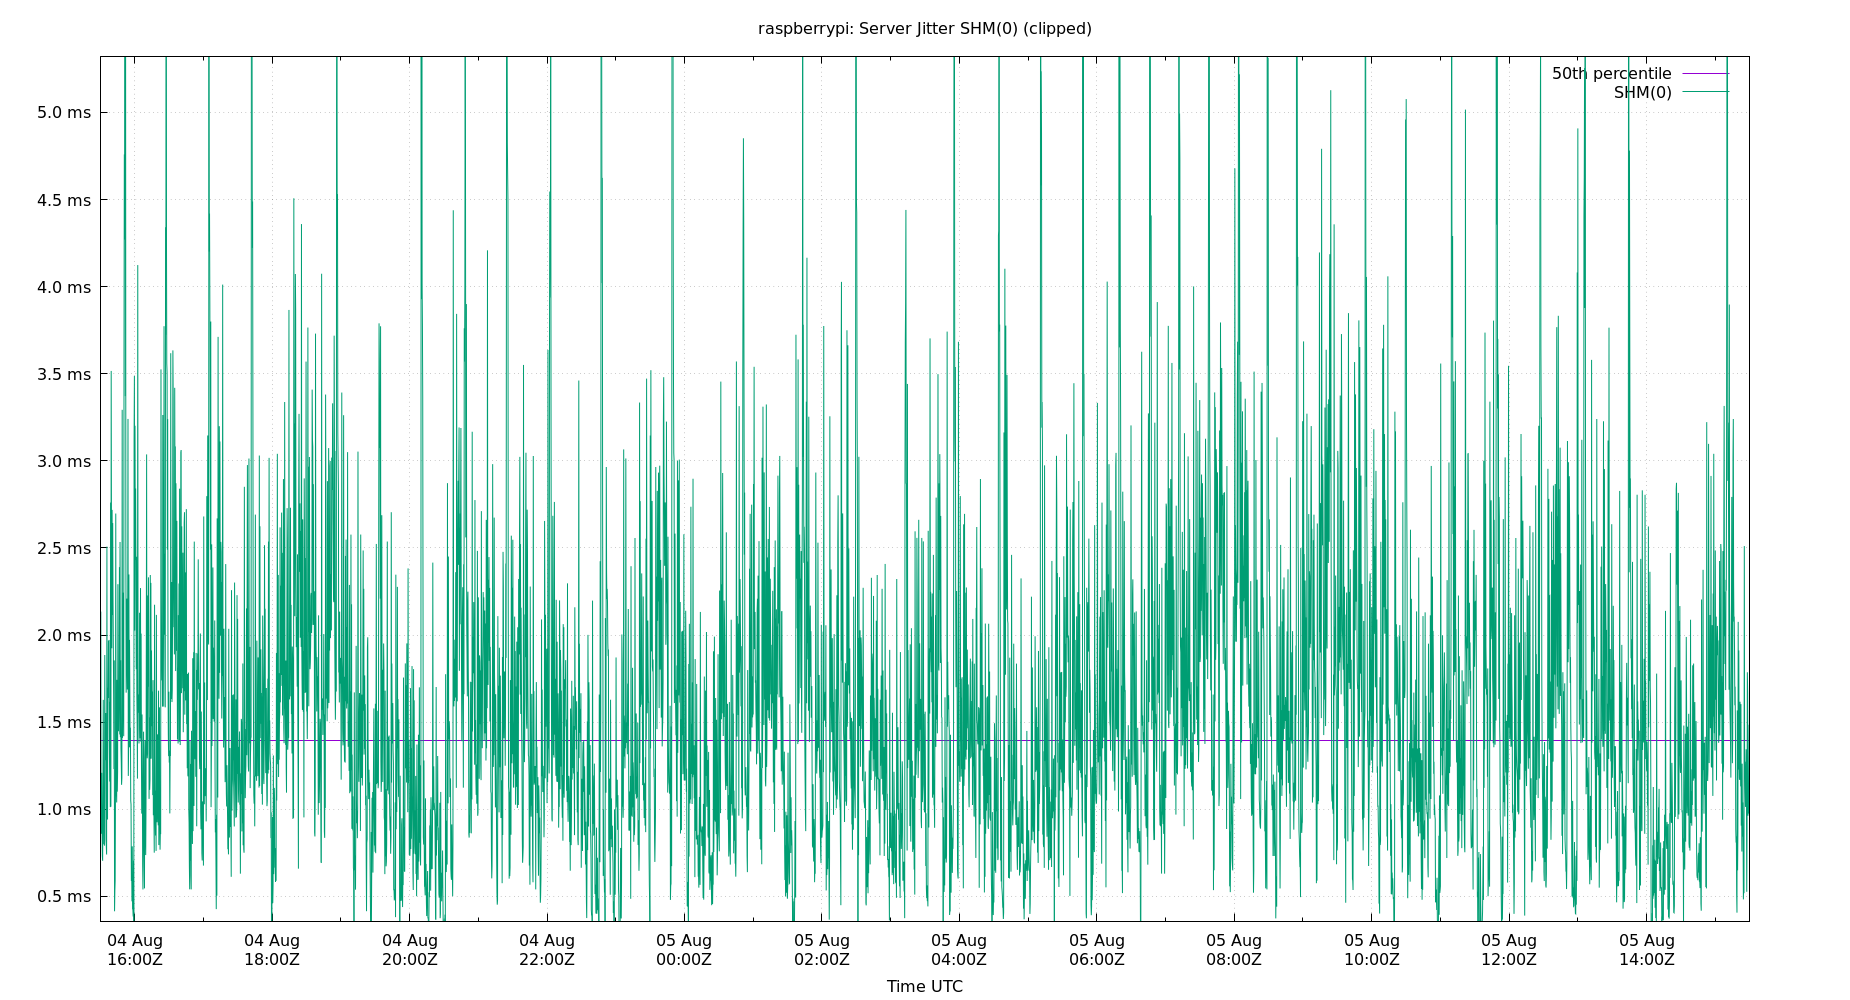 raspberrypi: Server Jitter SHM(0) (clipped)
50th percentile
SHM(0)
5.0 ms
4.5 ms
4.0 ms
3.5 ms
3.0 ms
2.5 ms
2.0 ms
1.5 ms
1.0 ms
0.5 ms
04 Aug 04 Aug 04 Aug 04 Aug 05 Aug 05 Aug 05 Aug 05 Aug 05 Aug 05 Aug 05 Aug 05 Aug
16:00Z 18:00Z 20:00Z 22:00Z 00:00Z 02:00Z 04:00Z 06:00Z 08:00Z 10:00Z 12:00Z 14:00Z
Time UTC